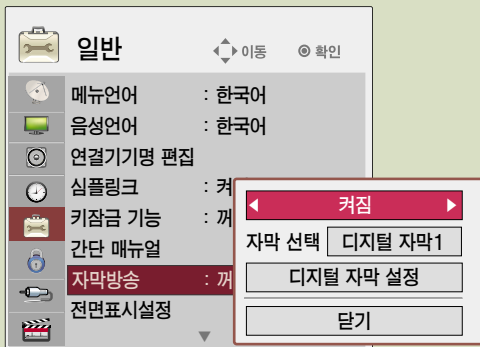 일반
이동
확인
메뉴언어 : 한국어
음성언어 : 한국어
연결기기명 편집
심플링크 : 켜
키잠금 기능 : 꺼
간단 매뉴얼
자막방송 : 꺼
전면표시설정
켜짐
자막 선택 디지털 자막1
디지털 자막 설정
닫기